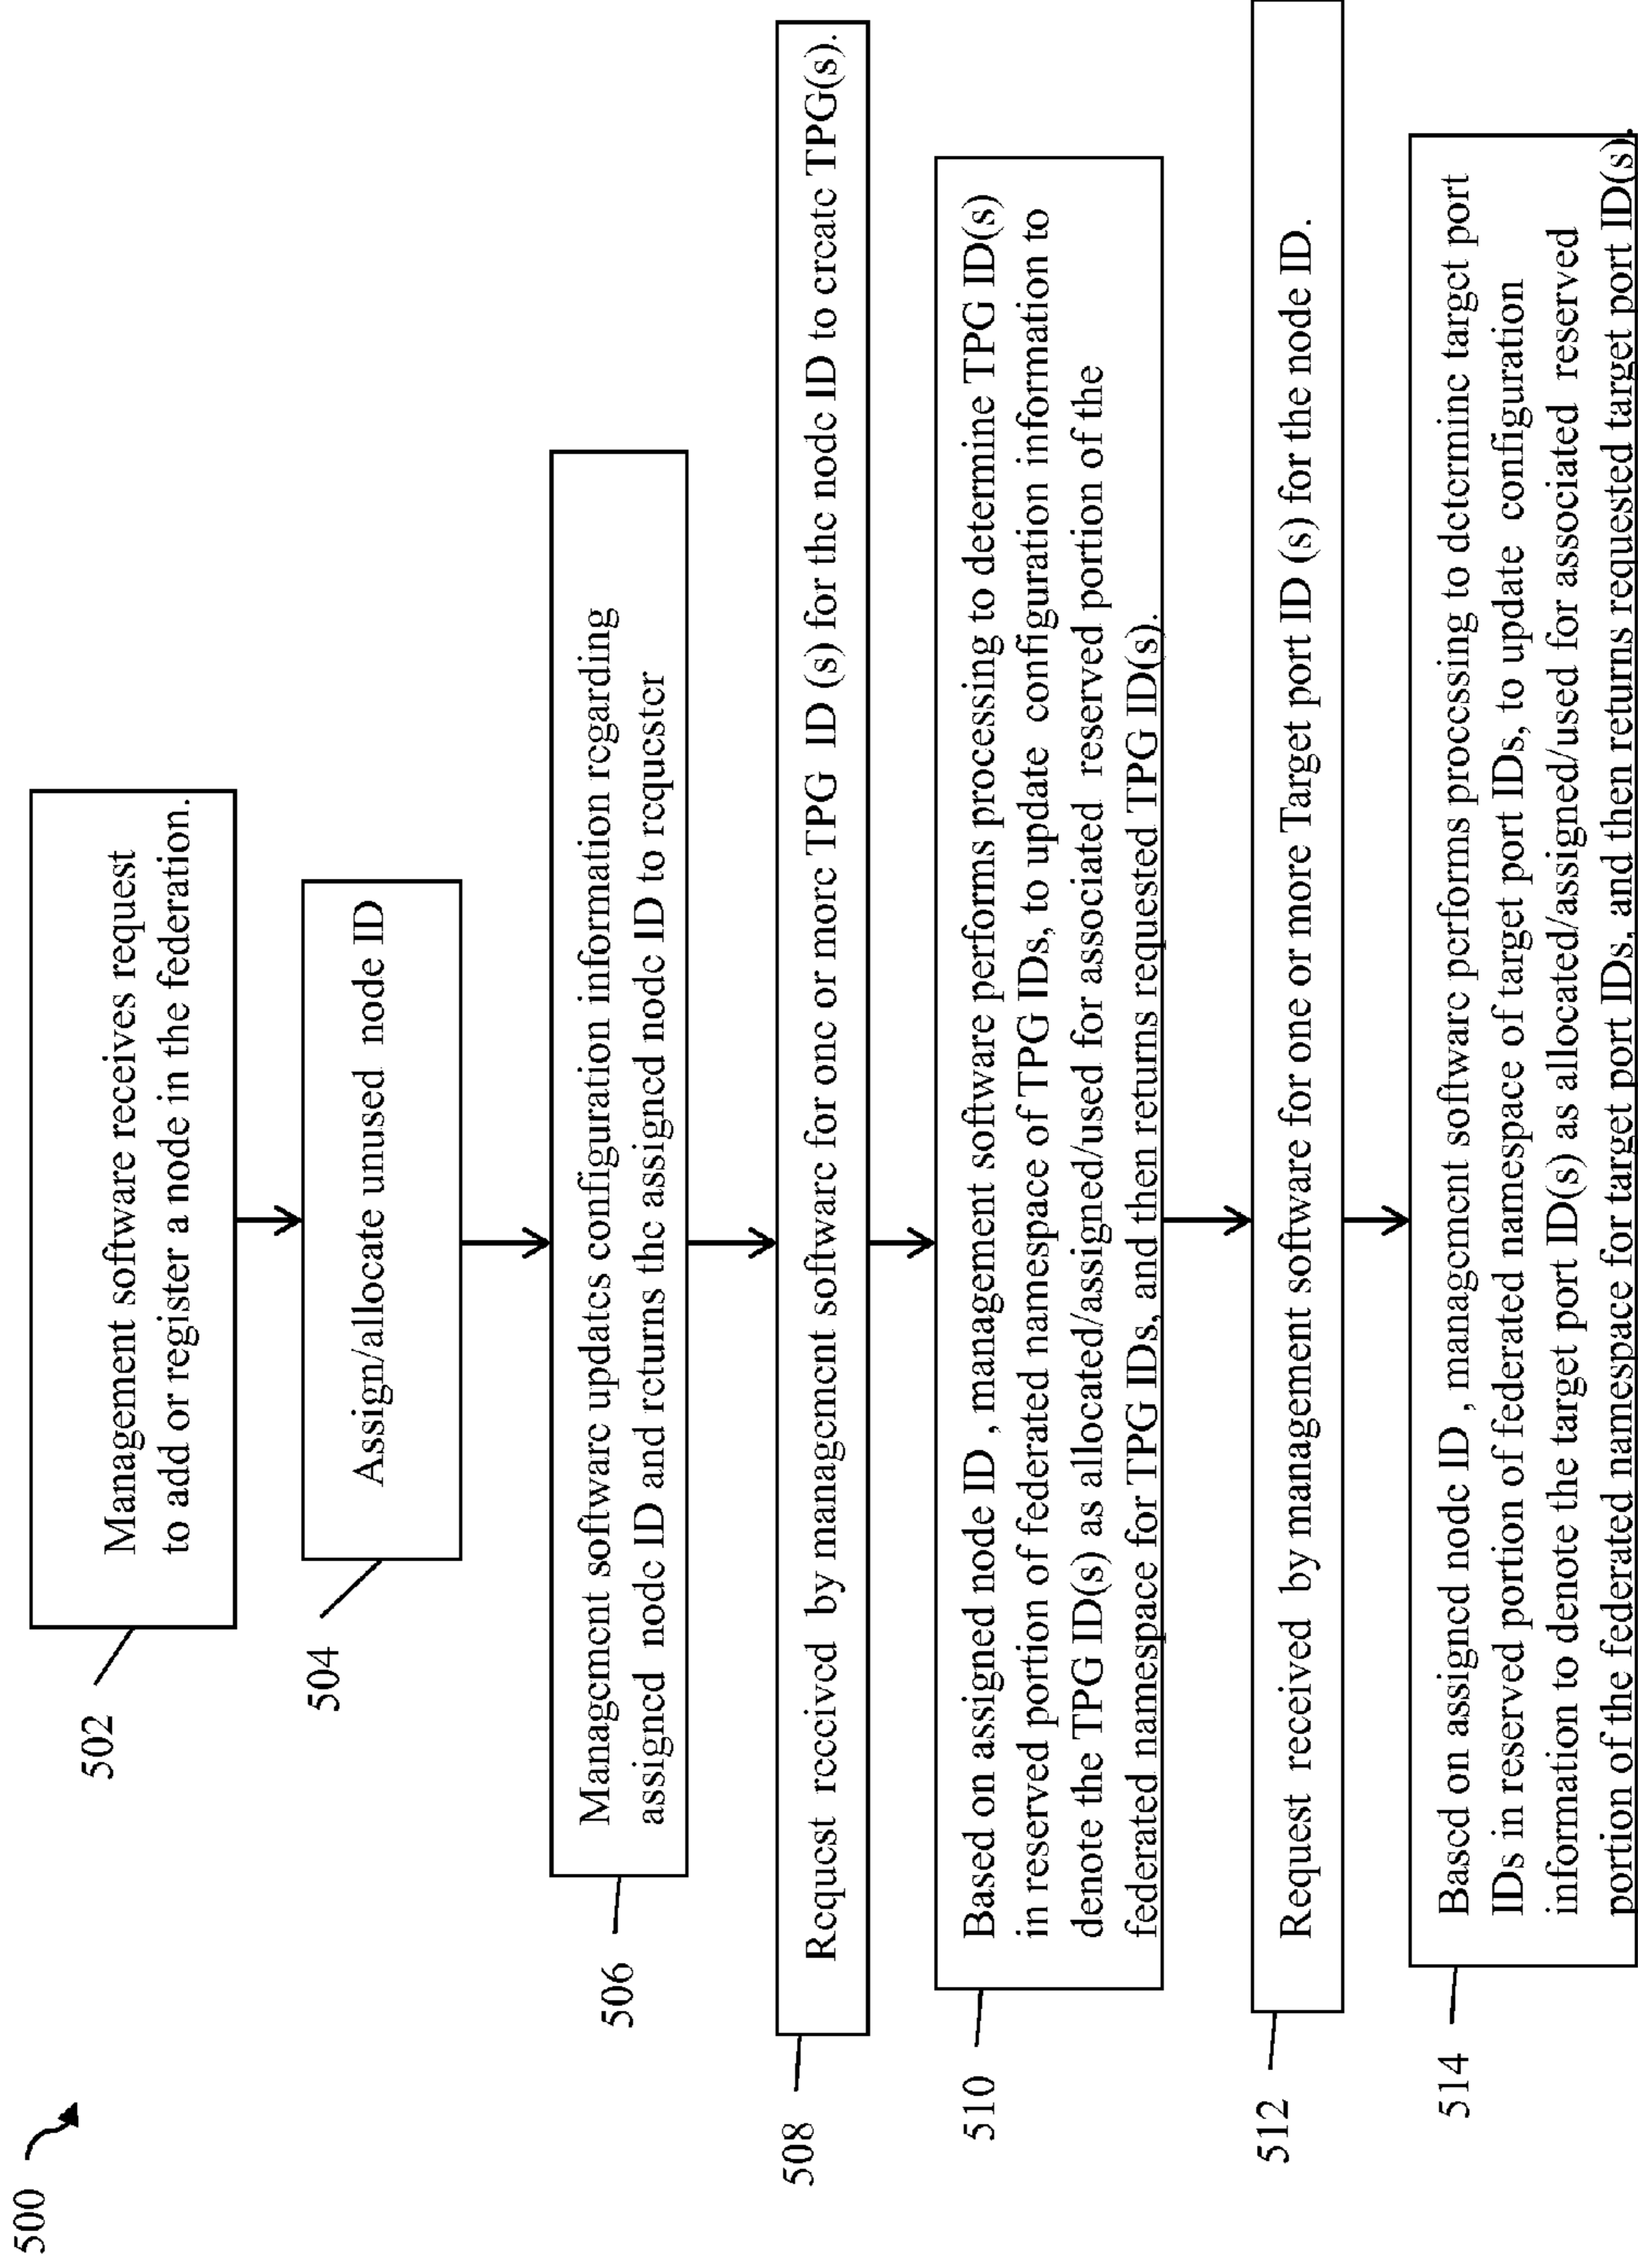 500
502
Management software receives request
to add or register a node in the federation.
504
Assign/allocate unused node ID
506
Management software updates configuration information regarding
assigned node ID and returns the assigned node ID to requester
508
Request received by management software for one or more TPG ID (s) for the node ID to create TPG(s).
510
Based on assigned node ID , management software performs processing to determine TPG ID(s)
in reserved portion of federated namespace of TPG IDs, to update configuration information to
denote the TPG ID(s) as allocated/assigned/used for associated reserved portion of the
federated namespace for TPG IDs, and then returns requested TPG ID(s).
512
Request received by management software for one or more Target port ID (s) for the node ID.
514
Based on assigned node ID , management software performs processing to determine target port
IDs in reserved portion of federated namespace of target port IDs, to update configuration
information to denote the target port ID(s) as allocated/assigned/used for associated reserved
portion of the federated namespace for target port IDs, and then returns requested target port ID(s).